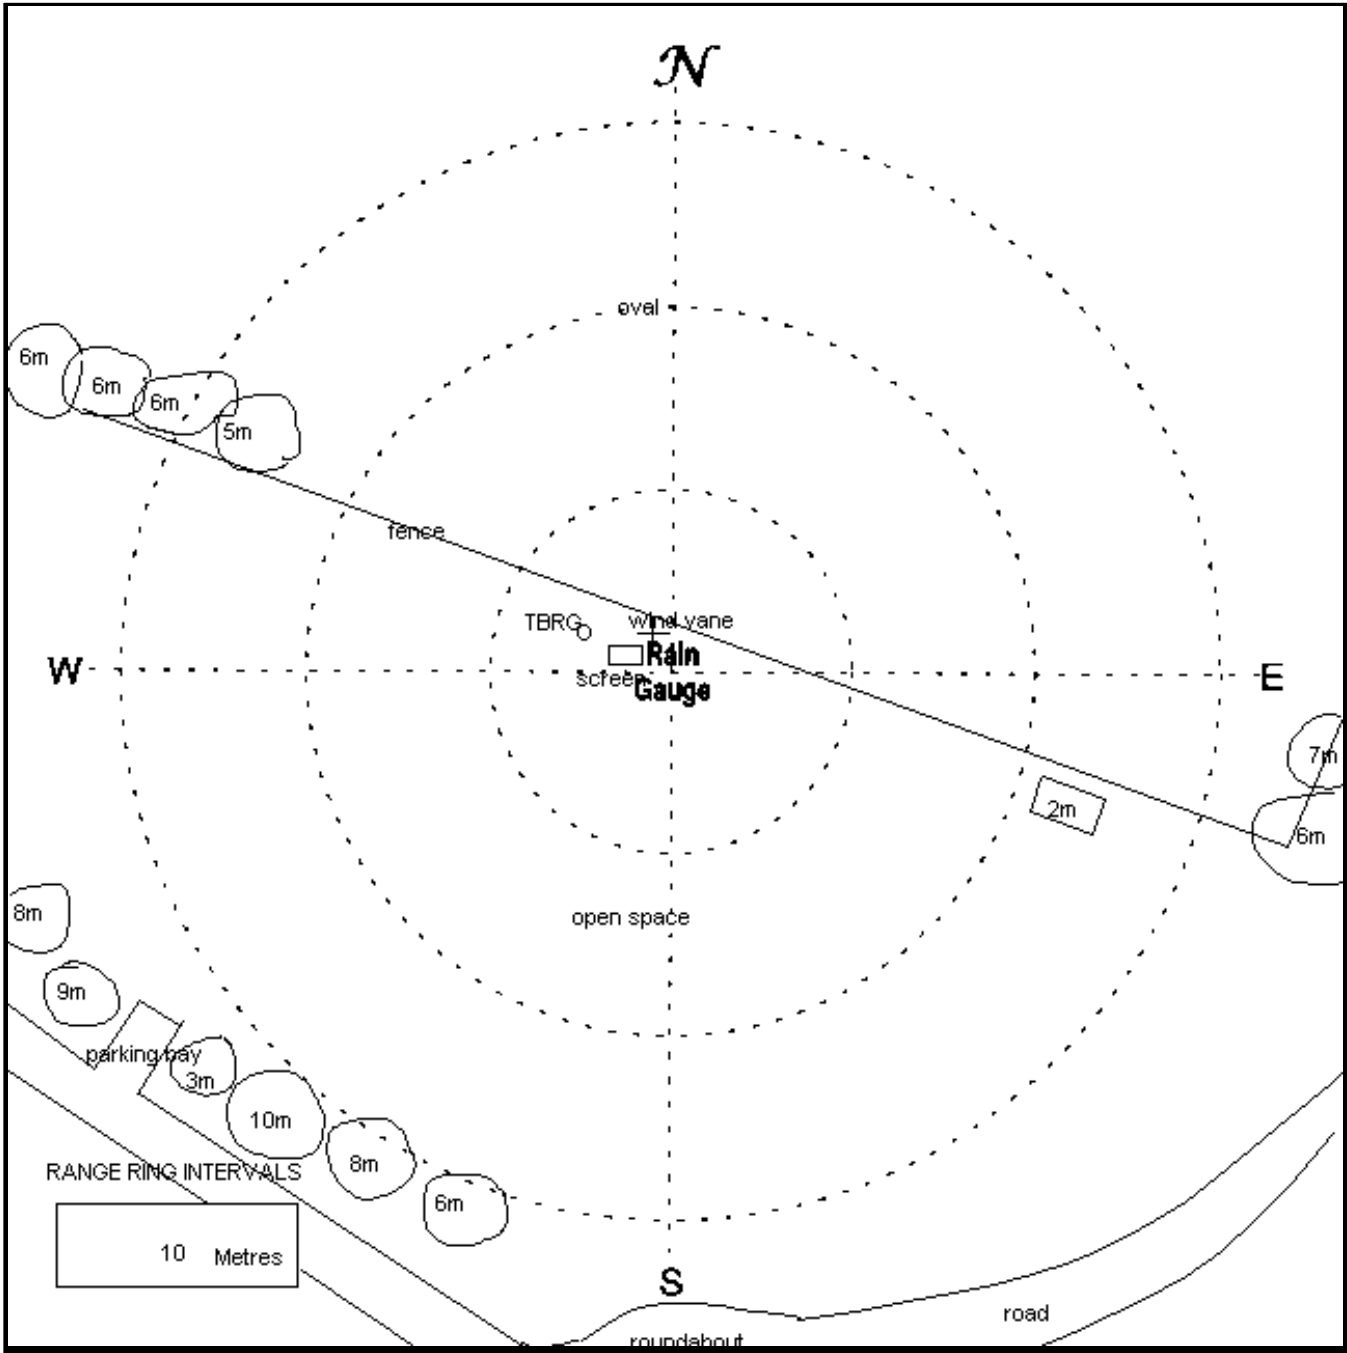 N
oval
6m
6m
6m
5m
fence
TBRG
wind vane
Rain
Gauge
screen
W
E
7m
2m
6m
8m
open space
9m
parking bay
3m
10m
8m
6m
RANGE RING INTERVALS
10 Metres
S
road
roundabout